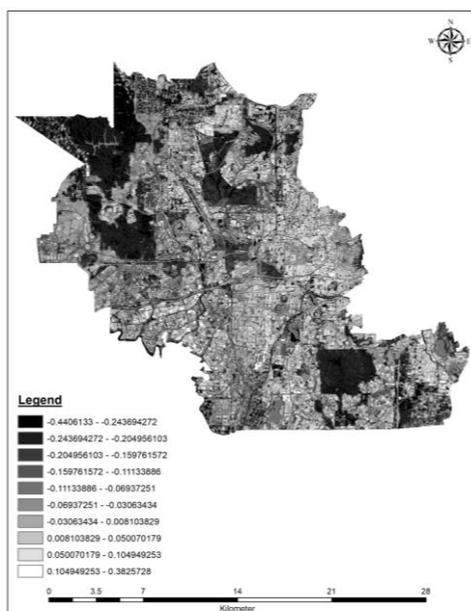 N
W E
S
Legend
-0.4406133 - -0.243694272
-0.243694272 - -0.204956103
-0.204956103 - -0.159761572
-0.159761572 - -0.11133886
-0.11133886 - -0.06937251
-0.06937251 - -0.03063434
-0.03063434 - 0.008103829
0.008103829 - 0.050070179
0.050070179 - 0.104949253
0.104949253 - 0.3825728
0 3.5 7 14 21 28
Kilometer